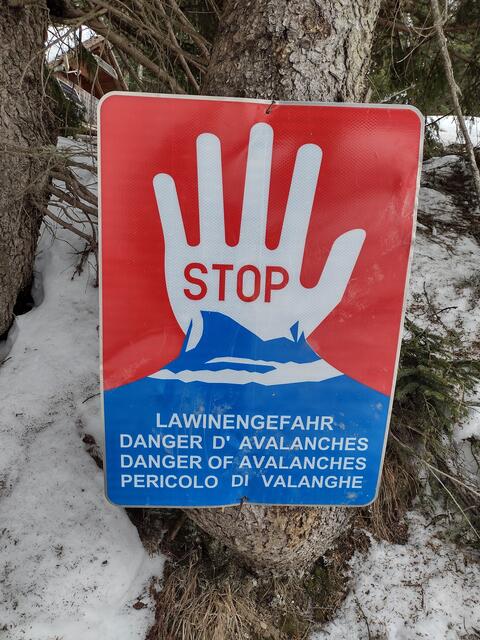 STOP
LAWINENGEFAHR
DANGER D' AVALANCHES
DANGER OF AVALANCHES
PERICOLO DI VALANGHE